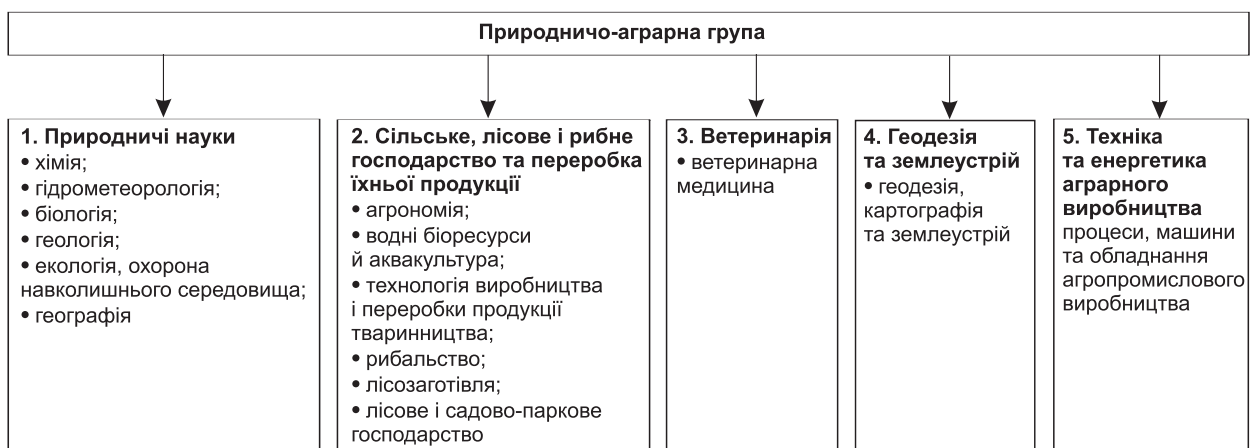 Природничо-аграрна група
1. Природничі науки
• хімія;
• гідрометеорологія;
• біологія;
• геологія;
• екологія, охорона
навколишнього середовища;
• географія
2. Сільське, лісове і рибне
господарство та переробка
їхньої продукції
• агрономія;
• водні біоресурси
й аквакультура;
• технологія виробництва
і переробки продукції
тваринництва;
• рибальство;
• лісозаготівля;
• лісове і садово-паркове
господарство
3. Ветеринарія
• ветеринарна
медицина
4. Геодезія
та землеустрій
• геодезія,
картографія
та землеустрій
5. Техніка
та енергетика
аграрного
виробництва
процеси, машини
та обладнання
агропромислового
виробництва